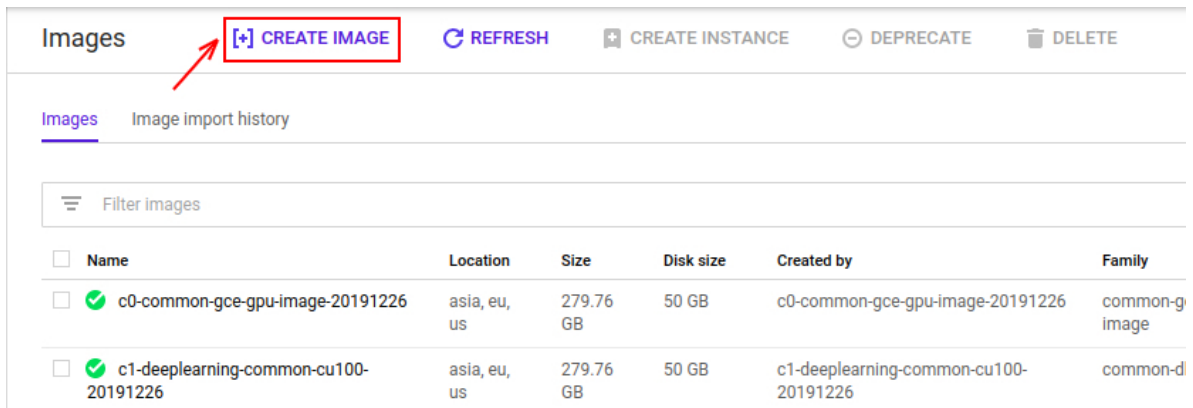 Images
[+] CREATE IMAGE
REFRESH
CREATE INSTANCE
DEPRECATE
DELETE
Images
Image import history
Filter images
Name
Location
Size
Disk size
Created by
Family
c0-common-gce-gpu-image-20191226
asia, eu,
us
279.76
GB
50 GB
c0-common-gce-gpu-image-20191226
image
c1-deeplearning-common-cu100-
20191226
asia, eu,
us
279.76
GB
50 GB
c1-deeplearning-common-cu100-
20191226